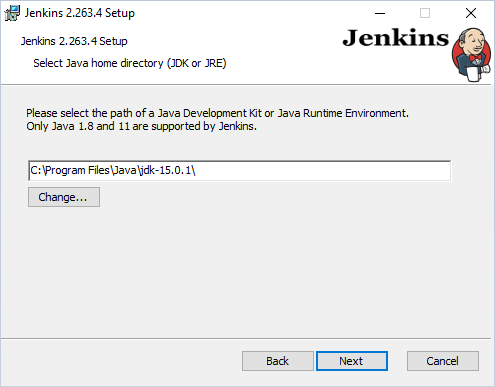 Jenkins 2.263.4 Setup
Jenkins 2.263.4 Setup
Select Java home directory (JDK or JRE)
Jenkins
Please select the path of a Java Development Kit or Java Runtime Environment.
Only Java 1.8 and 11 are supported by Jenkins.
C:\Program Files\Java\jdk-15.0.1\
Change...
Back
Next
Cancel